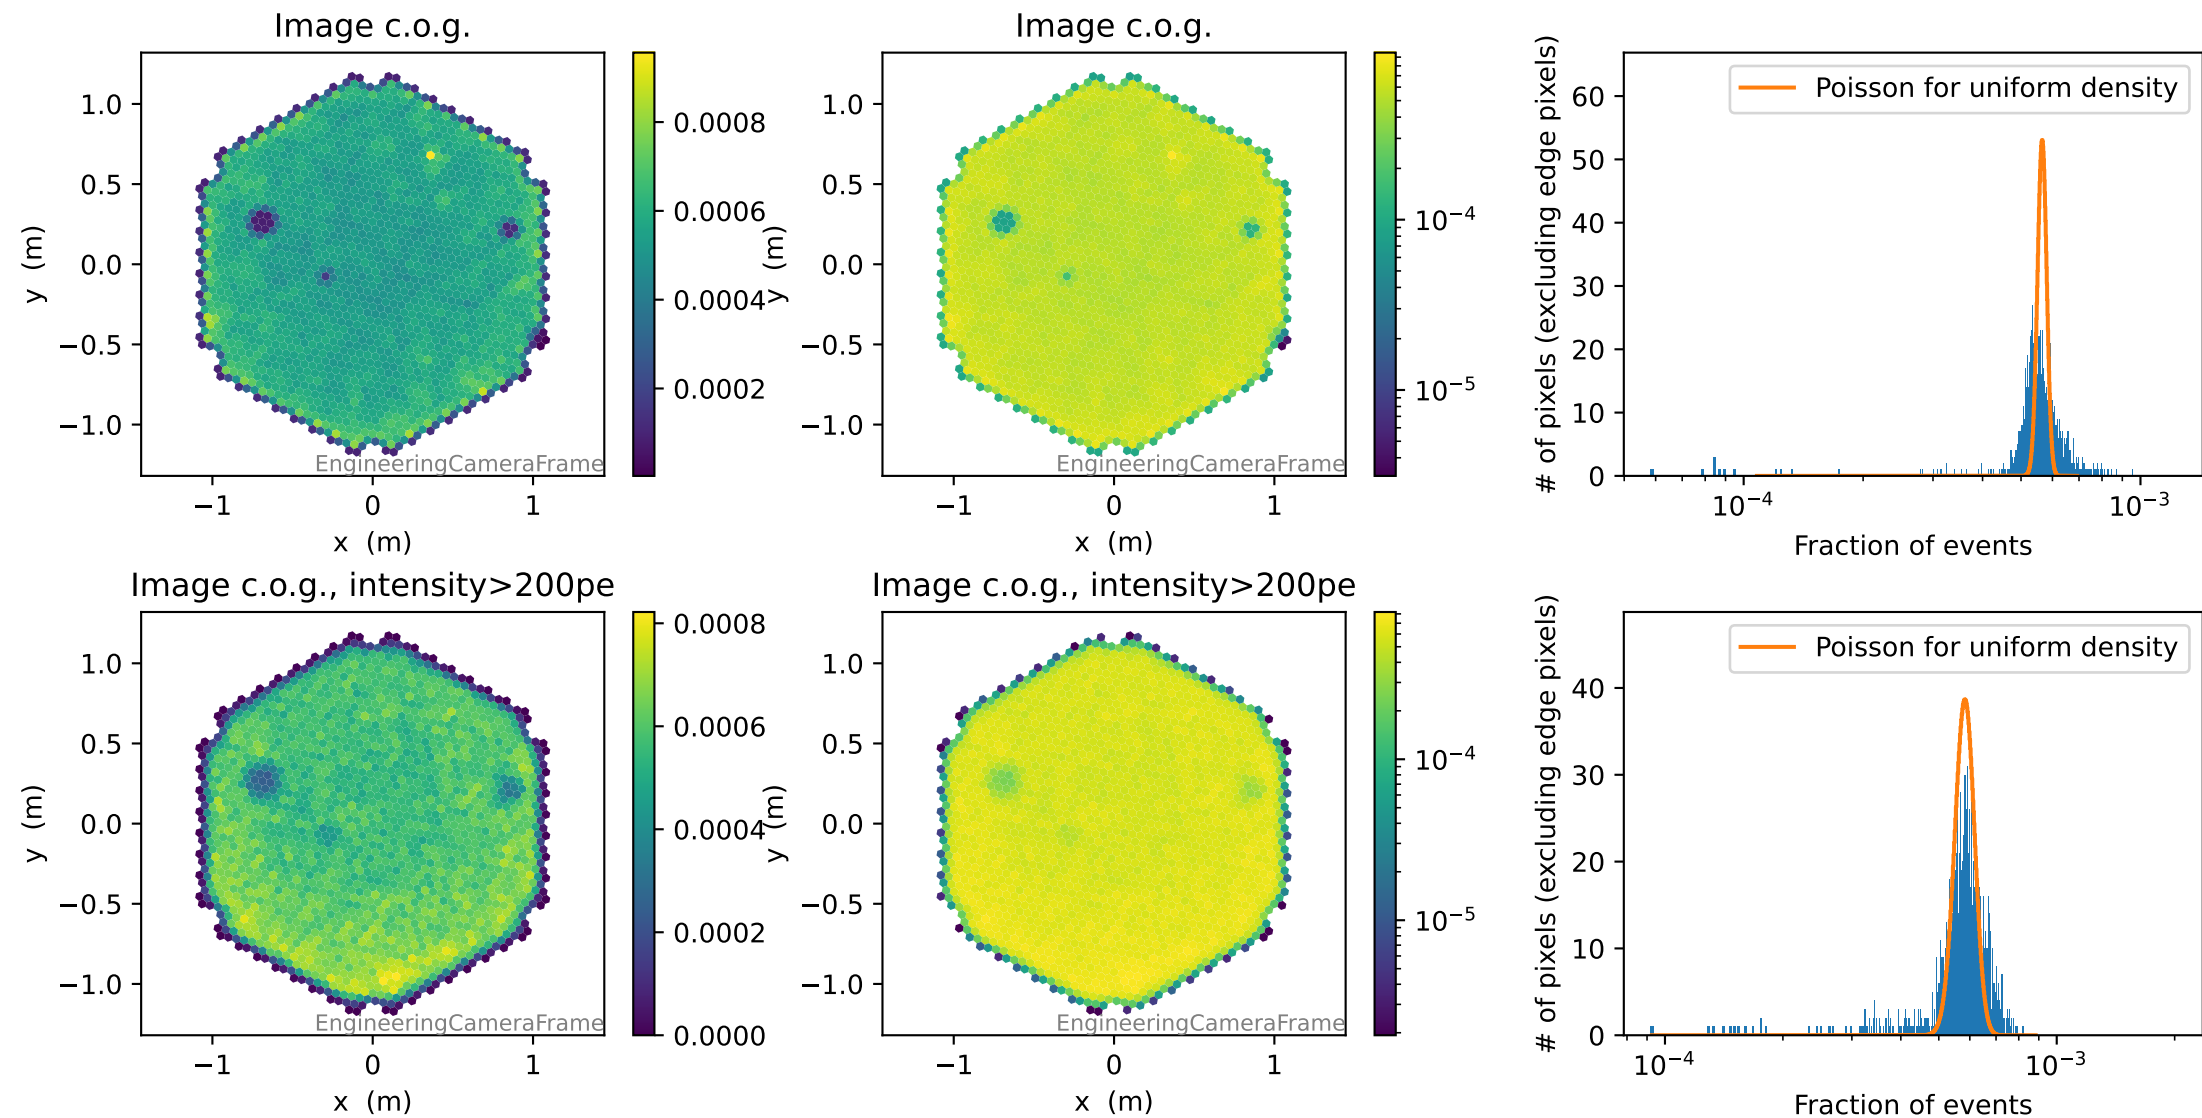 Image c.o.g.
1.0
0.5
0.0
−0.5
−1.0
y (m)
EngineeringCameraFrame
−1
0
1
x (m)
0.0008
0.0006
0.0004
0.0002
Image c.o.g.
1.0
0.5
0.0
−0.5
−1.0
y (m)
EngineeringCameraFrame
−1
0
1
x (m)
10⁻⁴
10⁻⁵
Poisson for uniform density
# of pixels (excluding edge pixels)
60
50
40
30
20
10
0
10⁻⁴
10⁻³
Fraction of events
Image c.o.g., intensity>200pe
1.0
0.5
0.0
−0.5
−1.0
y (m)
EngineeringCameraFrame
−1
0
1
x (m)
0.0008
0.0006
0.0004
0.0002
0.0000
Image c.o.g., intensity>200pe
1.0
0.5
0.0
−0.5
−1.0
y (m)
EngineeringCameraFrame
−1
0
1
x (m)
10⁻⁴
10⁻⁵
Poisson for uniform density
# of pixels (excluding edge pixels)
40
30
20
10
0
10⁻⁴
10⁻³
Fraction of events